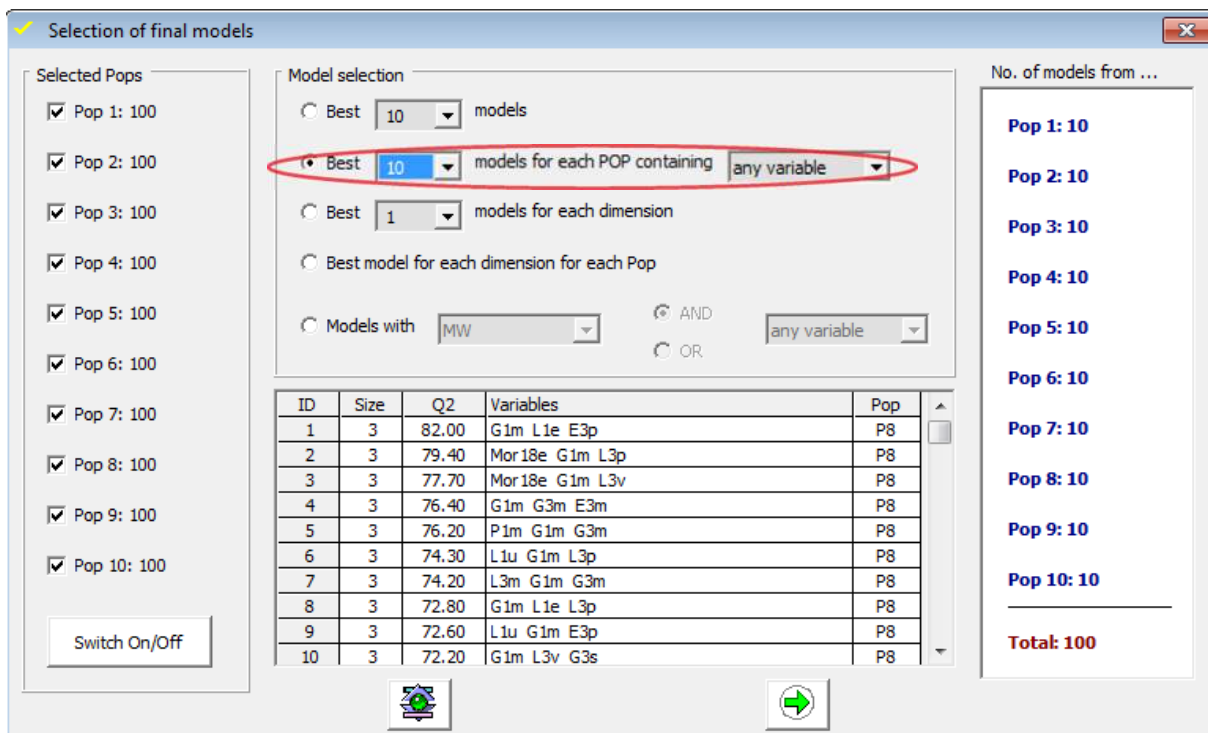 Selection of final models
Selected Pops
Pop 1: 100
Pop 2: 100
Pop 3: 100
Pop 4: 100
Pop 5: 100
Pop 6: 100
Pop 7: 100
Pop 8: 100
Pop 9: 100
Pop 10: 100
Switch On/Off
Model selection
Best 10 models
Best 10 models for each POP containing any variable
Best 1 models for each dimension
Best model for each dimension for each Pop
Models with MW AND OR any variable
ID Size Q2 Variables Pop
1 3 82.00 G1m L1e E3p P8
2 3 79.40 Mor18e G1m L3p P8
3 3 77.70 Mor18e G1m L3v P8
4 3 76.40 G1m G3m E3m P8
5 3 76.20 P1m G1m G3m P8
6 3 74.30 L1u G1m L3p P8
7 3 74.20 L3m G1m G3m P8
8 3 72.80 G1m L1e L3p P8
9 3 72.60 L1u G1m E3p P8
10 3 72.20 G1m L3v G3s P8
No. of models from ...
Pop 1: 10
Pop 2: 10
Pop 3: 10
Pop 4: 10
Pop 5: 10
Pop 6: 10
Pop 7: 10
Pop 8: 10
Pop 9: 10
Pop 10: 10
Total: 100